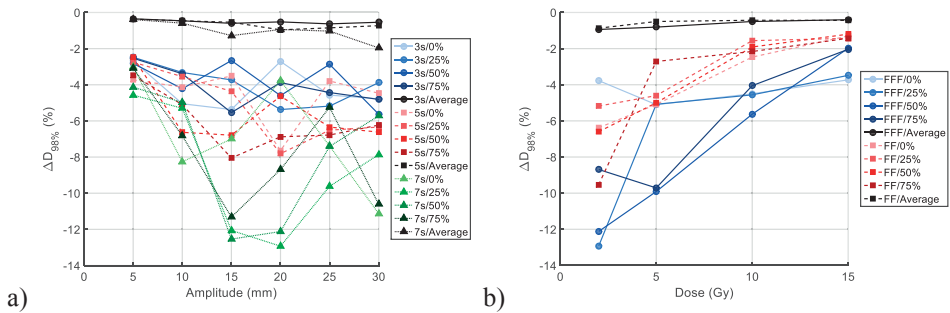 0
-2
-4
-6
-8
-10
-12
-14
ΔD98% (%)
0 5 10 15 20 25 30
Amplitude (mm)
3s/0%
3s/25%
3s/50%
3s/75%
3s/Average
5s/0%
5s/25%
5s/50%
5s/75%
5s/Average
7s/0%
7s/25%
7s/50%
7s/75%
7s/Average
a)
0
-2
-4
-6
-8
-10
-12
-14
ΔD98% (%)
0 5 10 15
Dose (Gy)
FFF/0%
FFF/25%
FFF/50%
FFF/75%
FFF/Average
FF/0%
FF/25%
FF/50%
FF/75%
FF/Average
b)